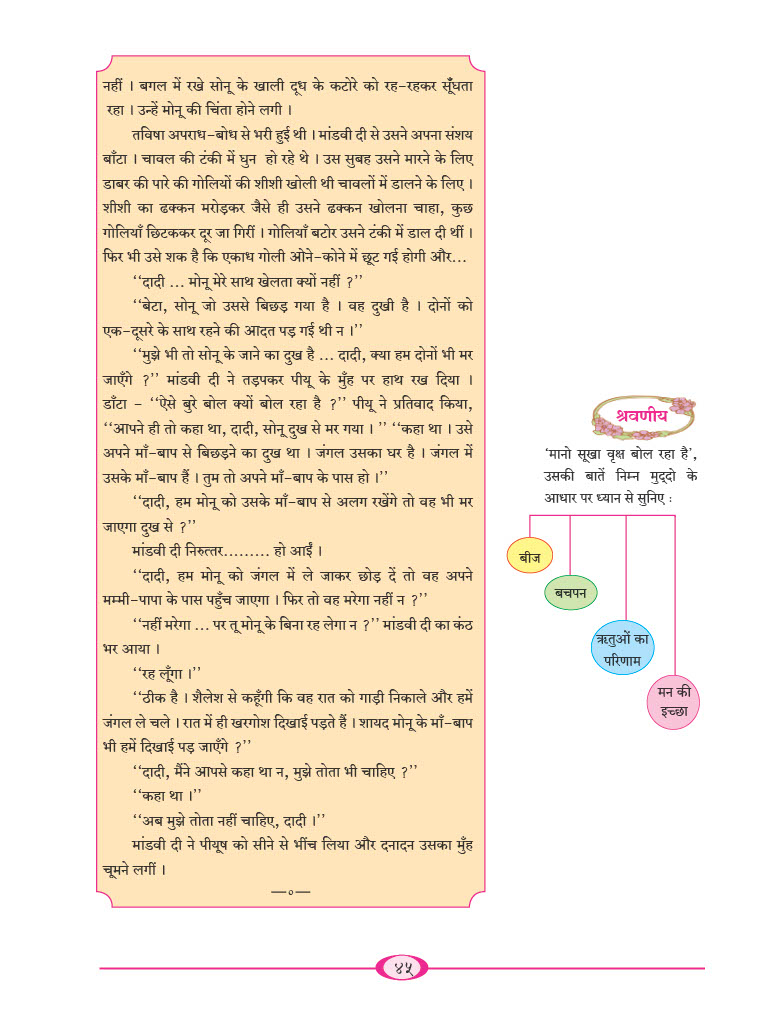 नहीं । बगल में रखे सोनू के खाली दूध के कटोरे को रह-रहकर सूँघता
रहा । उन्हें मोनू की चिंता होने लगी ।
तविषा अपराध-बोध से भरी हुई थी । मांडवी दी से उसने अपना संशय
बाँटा । चावल की टंकी में घुन हो रहे थे । उस सुबह उसने मारने के लिए
डाबर की पारे की गोलियों की शीशी खोली थी चावलों में डालने के लिए ।
शीशी का ढक्कन मरोड़कर जैसे ही उसने ढक्कन खोलना चाहा, कुछ
गोलियाँ छिटककर दूर जा गिरीं । गोलियाँ बटोर उसने टंकी में डाल दी थीं ।
फिर भी उसे शक है कि एकाध गोली ओने-कोने में छूट गई होगी और...
‘‘दादी ... मोनू मेरे साथ खेलता क्यों नहीं ?’’
‘‘बेटा, सोनू जो उससे बिछड़ गया है । वह दुखी है । दोनों को
एक-दूसरे के साथ रहने की आदत पड़ गई थी न ।’’
‘‘मुझे भी तो सोनू के जाने का दुख है ... दादी, क्या हम दोनों भी मर
जाएँगे ?’’ मांडवी दी ने तड़पकर पीयू के मुँह पर हाथ रख दिया ।
डाँटा - ‘‘ऐसे बुरे बोल क्यों बोल रहा है ?’’ पीयू ने प्रतिवाद किया,
‘‘आपने ही तो कहा था, दादी, सोनू दुख से मर गया । ’’ ‘‘कहा था । उसे
अपने माँ-बाप से बिछड़ने का दुख था । जंगल उसका घर है । जंगल में
उसके माँ-बाप हैं । तुम तो अपने माँ-बाप के पास हो ।’’
‘‘दादी, हम मोनू को उसके माँ-बाप से अलग रखेंगे तो वह भी मर
जाएगा दुख से ?’’
मांडवी दी निरुत्तर......... हो आईं ।
‘‘दादी, हम मोनू को जंगल में ले जाकर छोड़ दें तो वह अपने
मम्मी-पापा के पास पहुँच जाएगा । फिर तो वह मरेगा नहीं न ?’’
‘‘नहीं मरेगा ... पर तू मोनू के बिना रह लेगा न ?’’ मांडवी दी का कंठ
भर आया ।
‘‘रह लूँगा ।’’
‘‘ठीक है । शैलेश से कहूँगी कि वह रात को गाड़ी निकाले और हमें
जंगल ले चले । रात में ही खरगोश दिखाई पड़ते हैं । शायद मोनू के माँ-बाप
भी हमें दिखाई पड़ जाएँगे ?’’
‘‘दादी, मैंने आपसे कहा था न, मुझे तोता भी चाहिए ?’’
‘‘कहा था ।’’
‘‘अब मुझे तोता नहीं चाहिए, दादी ।’’
मांडवी दी ने पीयूष को सीने से भींच लिया और दनादन उसका मुँह
चूमने लगीं ।
—०—
श्रवणीय
‘मानो सूखा वृक्ष बोल रहा है’,
उसकी बातें निम्न मुद्दो के
आधार पर ध्यान से सुनिए :
बीज
बचपन
ऋतुओं का
परिणाम
मन की
इच्छा
४५